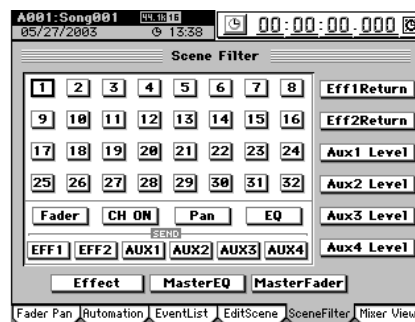 A001:Song001 44.1k 16 00:00:00.000
05/27/2003 13:38
Scene Filter
1 2 3 4 5 6 7 8 Eff1Return
9 10 11 12 13 14 15 16 Eff2Return
17 18 19 20 21 22 23 24 Aux1 Level
25 26 27 28 29 30 31 32 Aux2 Level
Fader CH ON Pan EQ Aux3 Level
SEND
EFF1 EFF2 AUX1 AUX2 AUX3 AUX4 Aux4 Level
Effect MasterEQ MasterFader
Fader Pan Automation EventList EditScene SceneFilter Mixer View